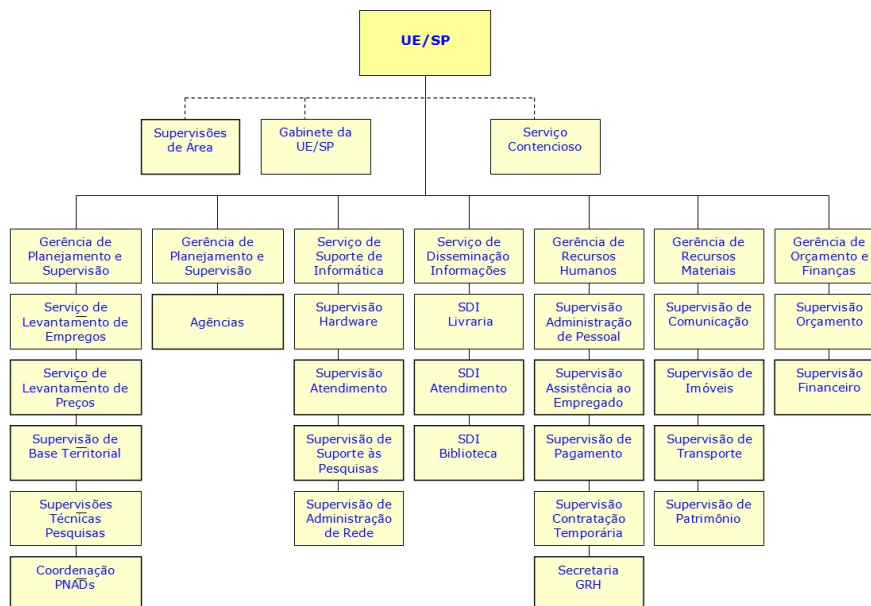 UE/SP
Supervisões
de Área
Gabinete da
UE/SP
Serviço
Contencioso
Gerência de
Planejamento e
Supervisão
Gerência de
Planejamento e
Supervisão
Serviço de
Suporte de
Informática
Serviço de
Disseminação
Informações
Gerência de
Recursos
Humanos
Gerência de
Recursos
Materiais
Gerência de
Orçamento e
Finanças
Serviço de
Levantamento de
Empregos
Agências
Supervisão
Hardware
SDI
Livraria
Supervisão
Administração
de Pessoal
Supervisão de
Comunicação
Supervisão
Orçamento
Serviço de
Levantamento de
Preços
Supervisão
Atendimento
SDI
Atendimento
Supervisão
Assistência ao
Empregado
Supervisão
de Imóveis
Supervisão
Financeiro
Supervisão de
Base Territorial
Supervisão de
Suporte às
Pesquisas
SDI
Biblioteca
Supervisão de
Pagamento
Supervisão de
Transporte
Supervisões
Técnicas
Pesquisas
Supervisão de
Administração
de Rede
Supervisão
Contratação
Temporária
Supervisão de
Patrimônio
Coordenação
PNADs
Secretaria
GRH